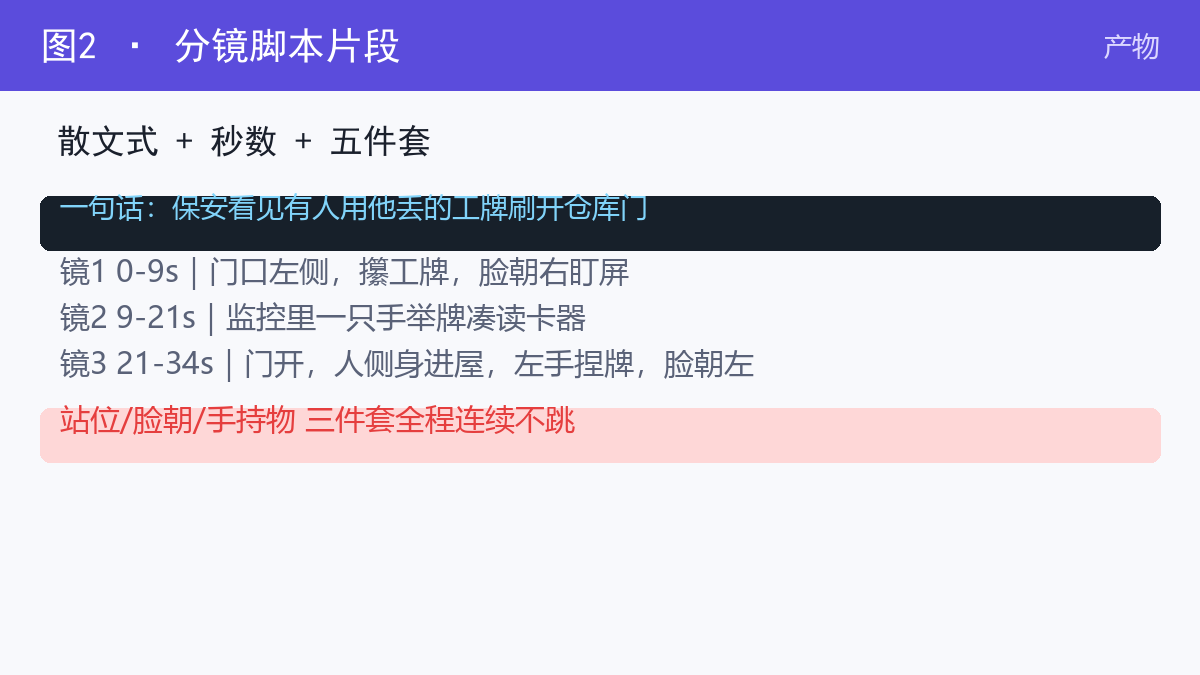 图2 · 分镜脚本片段
产物
散文式 + 秒数 + 五件套
一句话：保安看见有人用他丢的工牌刷开仓库门
镜1 0-9s｜门口左侧，攥工牌，脸朝右盯屏
镜2 9-21s｜监控里一只手举牌凑读卡器
镜3 21-34s｜门开，人侧身进屋，左手捏牌，脸朝左
站位/脸朝/手持物 三件套全程连续不跳